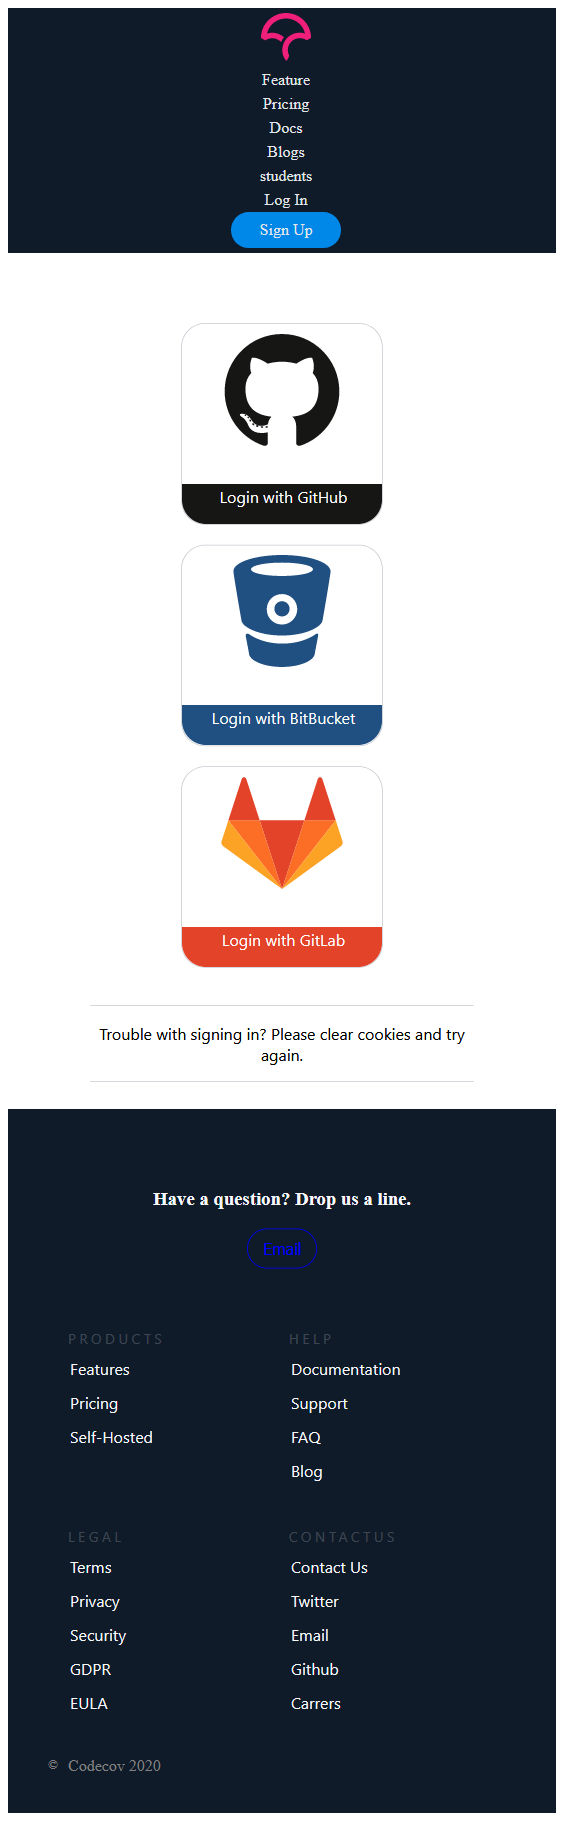 Feature
Pricing
Docs
Blogs
students
Log In
Sign Up
Login with GitHub
Login with BitBucket
Login with GitLab
Trouble with signing in? Please clear cookies and try
again.
Have a question? Drop us a line.
Email
PRODUCTS
Features
Pricing
Self-Hosted
HELP
Documentation
Support
FAQ
Blog
LEGAL
Terms
Privacy
Security
GDPR
EULA
CONTACTUS
Contact Us
Twitter
Email
Github
Carrers
© Codecov 2020